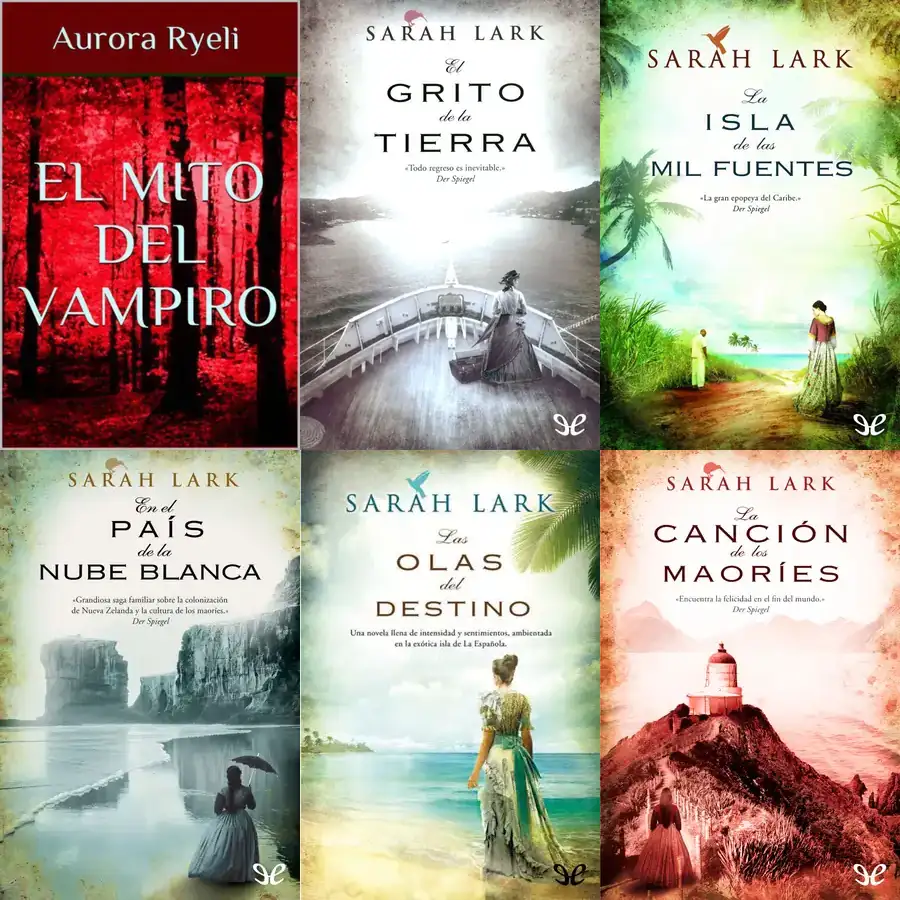 Aurora Ryeli
EL MITO
DEL
VAMPIRO
SARAH LARK
El
GRITO
de la
TIERRA
«Todo regreso es inevitable.»
Der Spiegel
SARAH LARK
La
ISLA
de las
MIL FUENTES
«La gran epopeya del Caribe.»
Der Spiegel
SARAH LARK
En el
PAÍS
de la
NUBE BLANCA
«Grandiosa saga familiar sobre la colonización
de Nueva Zelanda y la cultura de los maoríes.»
Der Spiegel
SARAH LARK
Las
OLAS
del
DESTINO
Una novela llena de intensidad y sentimientos, ambientada
en la exótica isla de La Española.
SARAH LARK
La
CANCIÓN
de los
MAORÍES
«Encuentra la felicidad en el fin del mundo.»
Der Spiegel